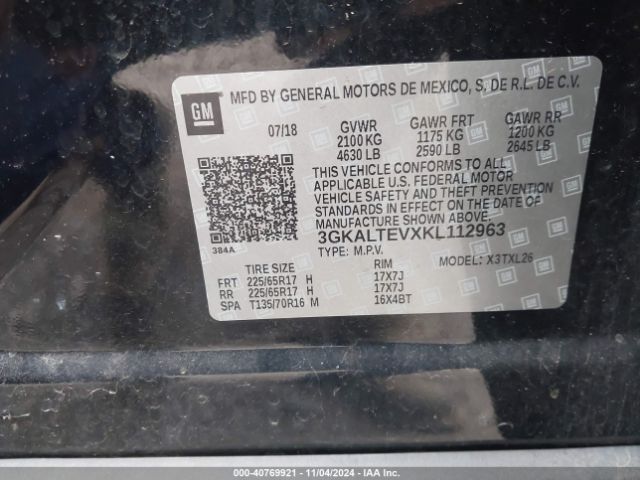 GM
MFD BY GENERAL MOTORS DE MEXICO, S. DE R.L. DE C.V.
07/18 GVWR GAWR FRT GAWR RR
2100 KG 1175 KG 1200 KG
4630 LB 2590 LB 2645 LB
THIS VEHICLE CONFORMS TO ALL
APPLICABLE U.S. FEDERAL MOTOR
VEHICLE SAFETY AND THEFT PREVENTION
STANDARDS IN EFFECT ON THE DATE OF
MANUFACTURE SHOWN ABOVE.
384A
3GKALTEVXKL112963
TYPE: M.P.V. MODEL: X3TXL26
TIRE SIZE RIM
FRT 225/65R17 H 17X7J
RR 225/65R17 H 17X7J
SPA T135/70R16 M 16X4BT
000-40769921 - 11/04/2024 - IAA Inc.